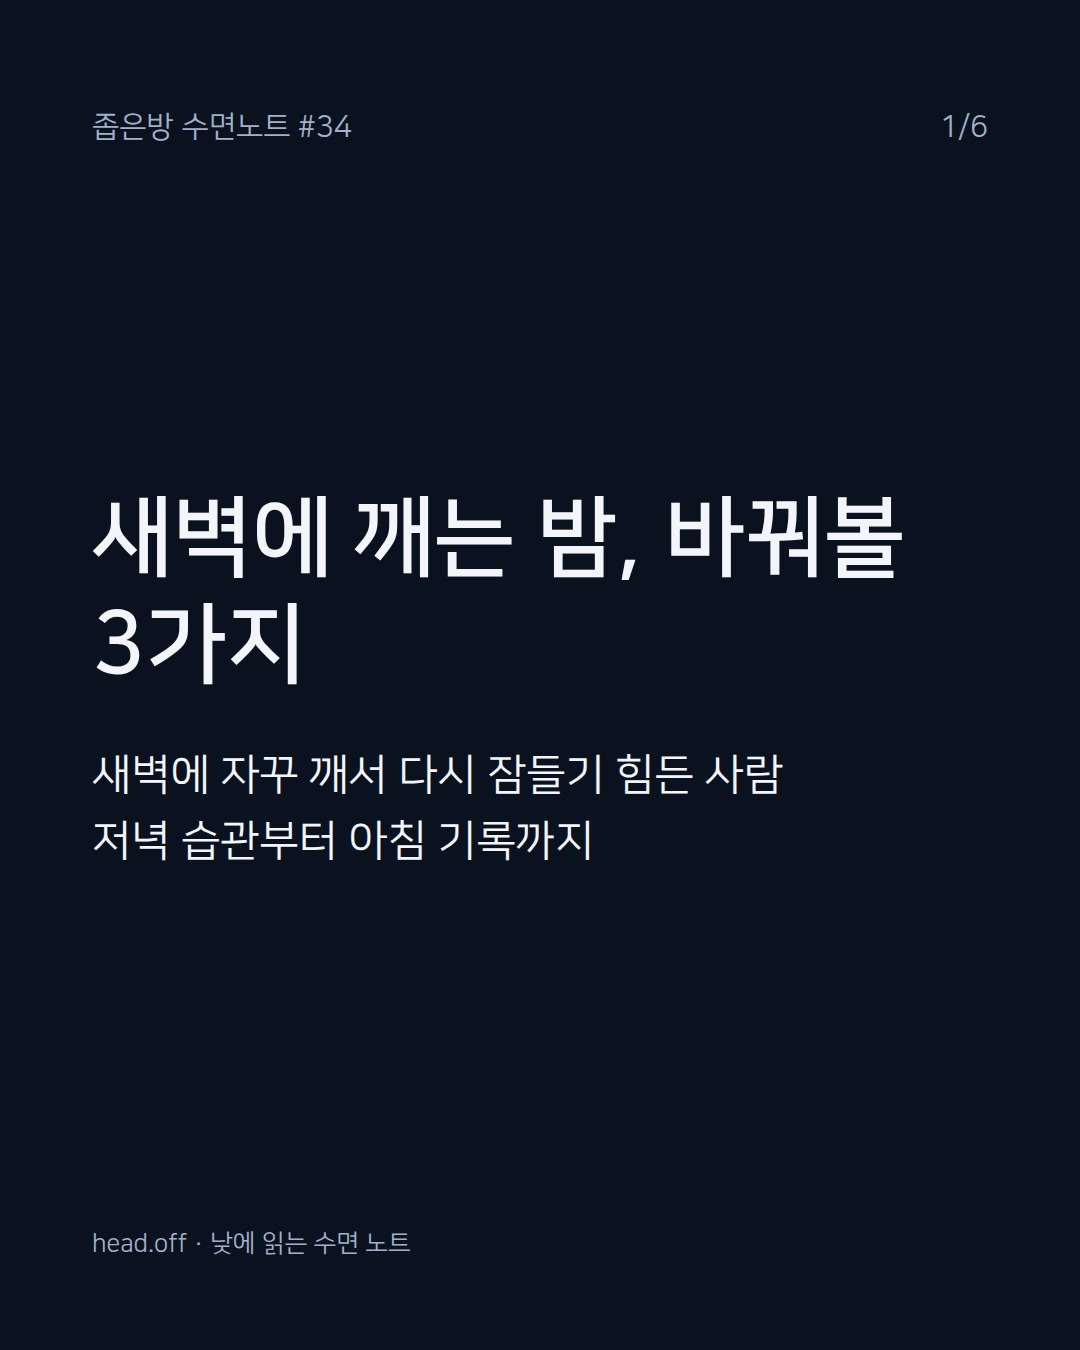 좁은방 수면노트 #34
1/6
새벽에 깨는 밤, 바꿔볼
3가지
새벽에 자꾸 깨서 다시 잠들기 힘든 사람
저녁 습관부터 아침 기록까지
head.off · 낮에 읽는 수면 노트